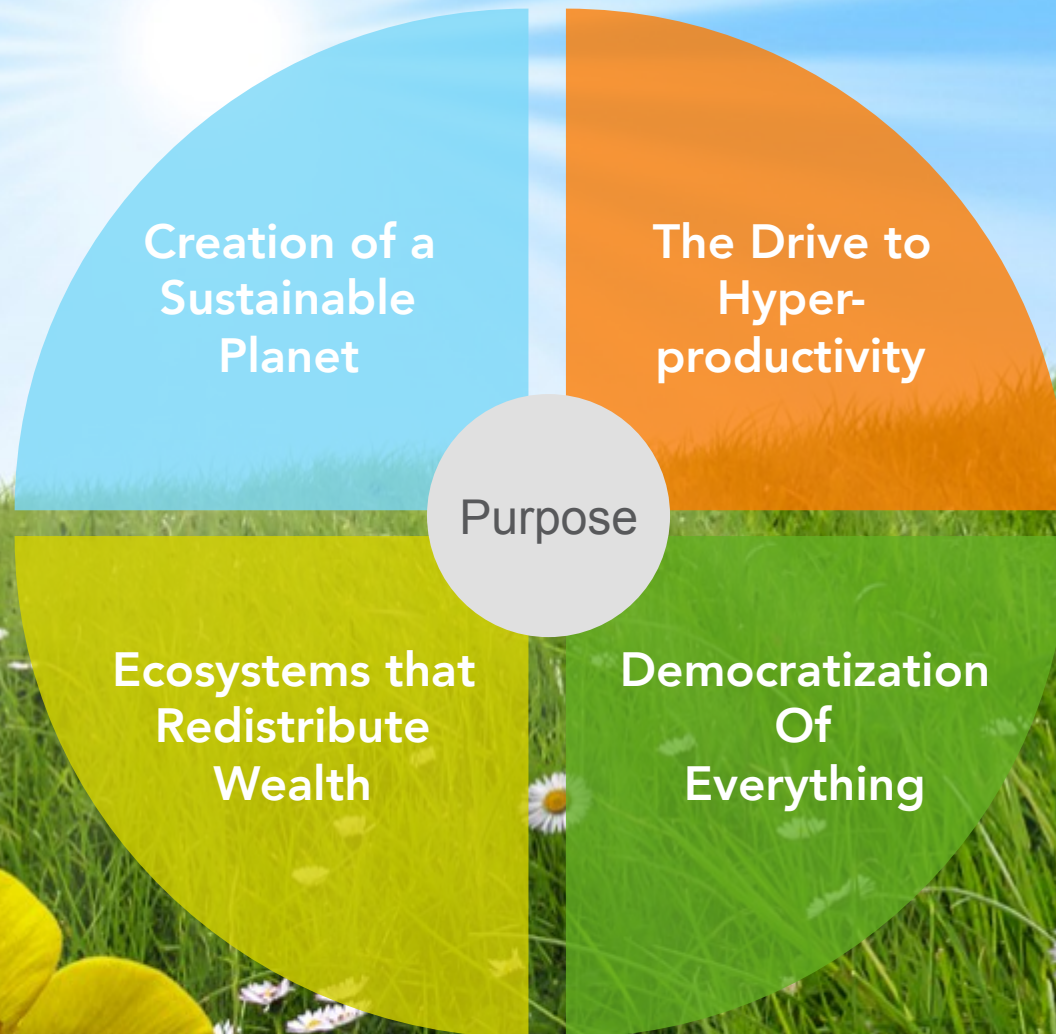 Creation of a
Sustainable
Planet
The Drive to
Hyper-
productivity
Purpose
Ecosystems that
Redistribute
Wealth
Democratization
Of
Everything